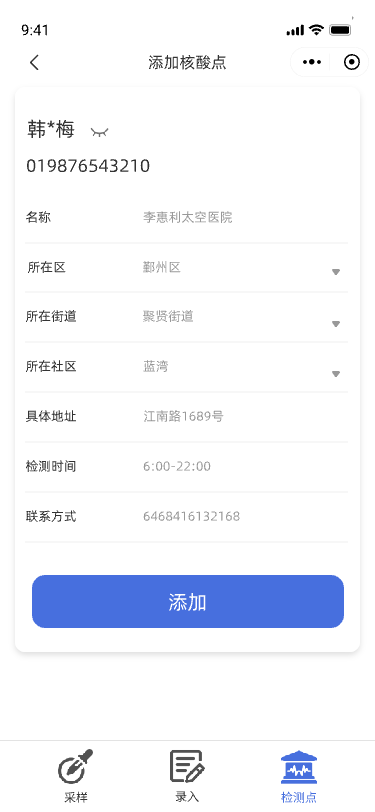 9:41
添加核酸点
韩*梅
019876543210
名称 李惠利太空医院
所在区 鄞州区
所在街道 聚贤街道
所在社区 蓝湾
具体地址 江南路1689号
检测时间 6:00-22:00
联系方式 6468416132168
添加
采样 录入 检测点